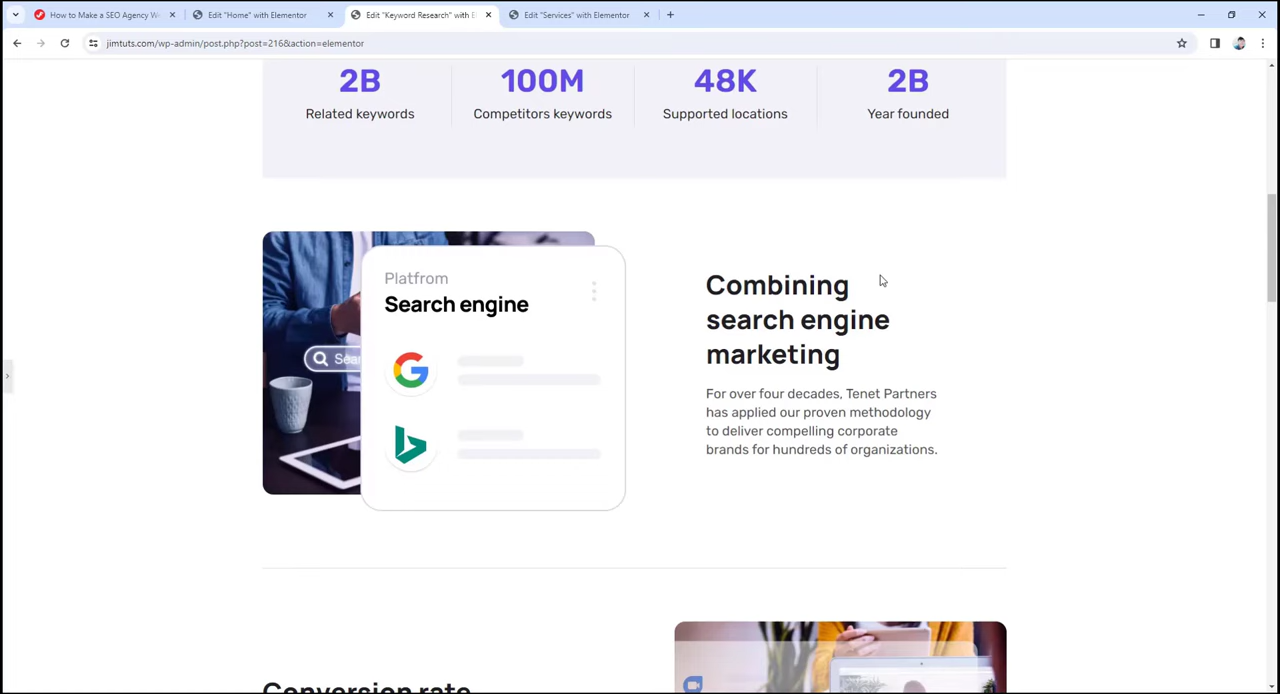 How to Make a SEO Agency W
Edit "Home" with Elementor
Edit "Keyword Research" with E
Edit "Services" with Elementor
jimtuts.com/wp-admin/post.php?post=216&action=elementor
2B
100M
48K
2B
Related keywords
Competitors keywords
Supported locations
Year founded
Platfrom
Search engine
Sear
Combining
search engine
marketing
For over four decades, Tenet Partners
has applied our proven methodology
to deliver compelling corporate
brands for hundreds of organizations.
Conversion rate